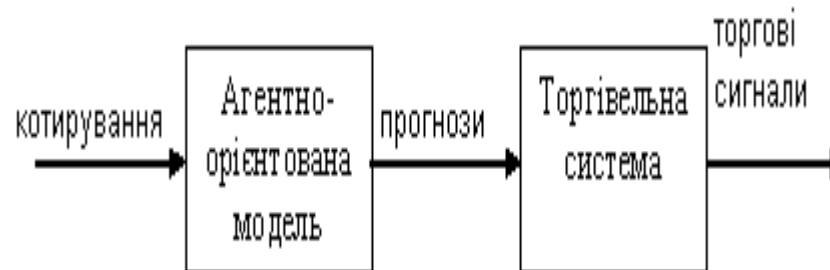 котирування
Агентно-
орієнтована
модель
прогнози
Торгівельна
система
торгові
сигнали